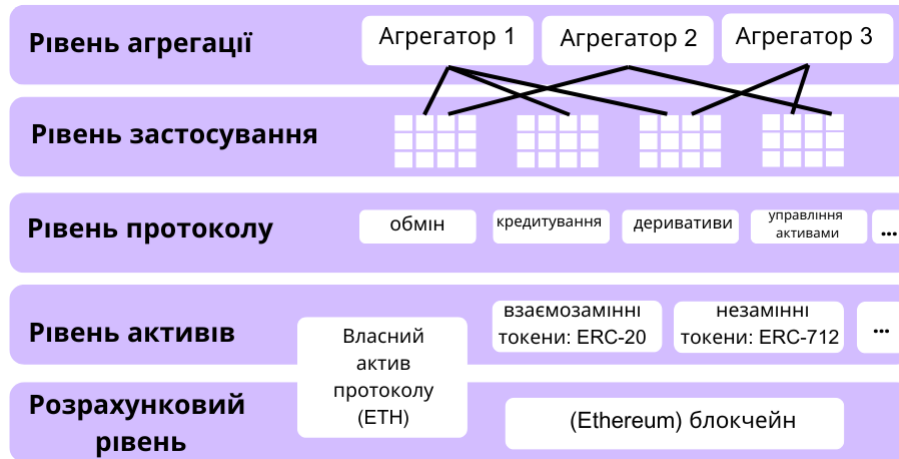 Рівень агрегації
Агрегатор 1
Агрегатор 2
Агрегатор 3
Рівень застосування
Рівень протоколу
обмін
кредитування
деривативи
управління
активами
...
Рівень активів
Власний
актив
протоколу
(ETH)
взаємозамінні
токени: ERC-20
незамінні
токени: ERC-712
...
Розрахунковий
рівень
(Ethereum) блокчейн